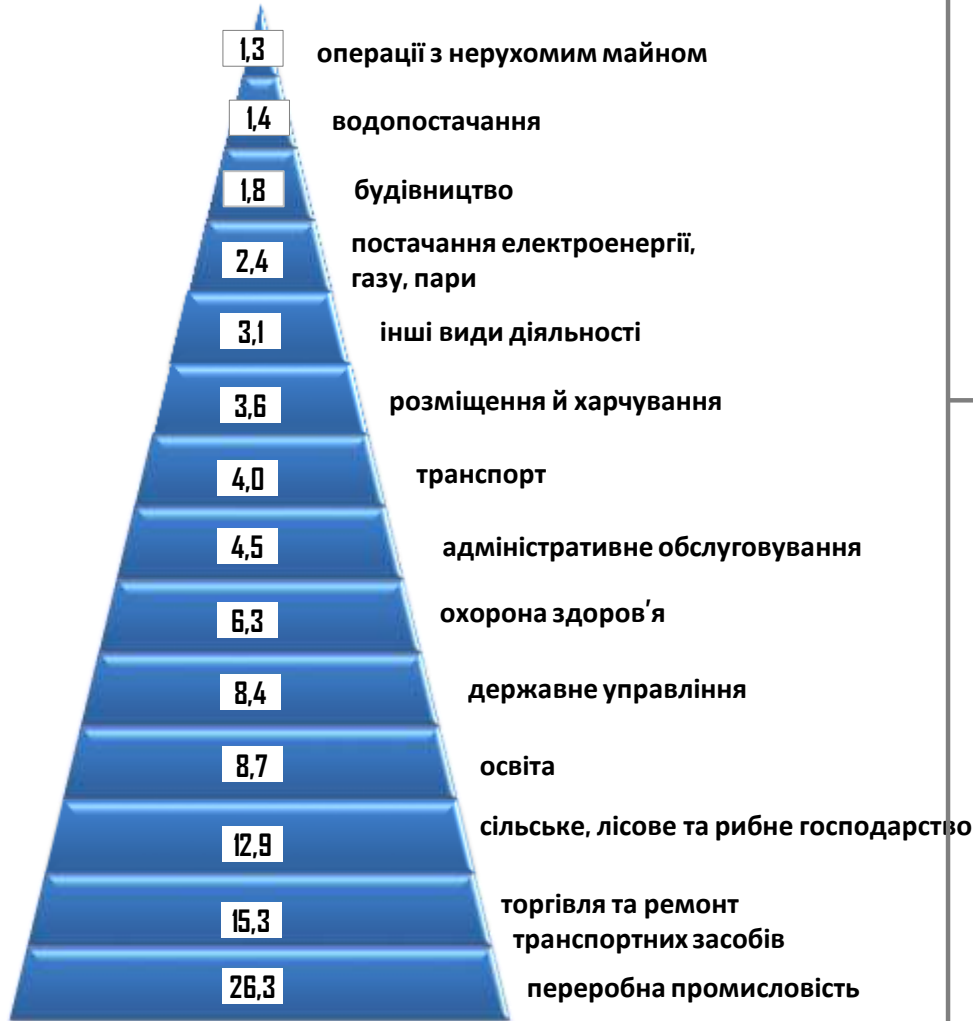 1,3 операції з нерухомим майном
1,4 водопостачання
1,8 будівництво
2,4 постачання електроенергії,
газу, пари
3,1 інші види діяльності
3,6 розміщення й харчування
4,0 транспорт
4,5 адміністративне обслуговування
6,3 охорона здоров'я
8,4 державне управління
8,7 освіта
12,9 сільське, лісове та рибне господарство
15,3 торгівля та ремонт
транспортних засобів
26,3 переробна промисловість